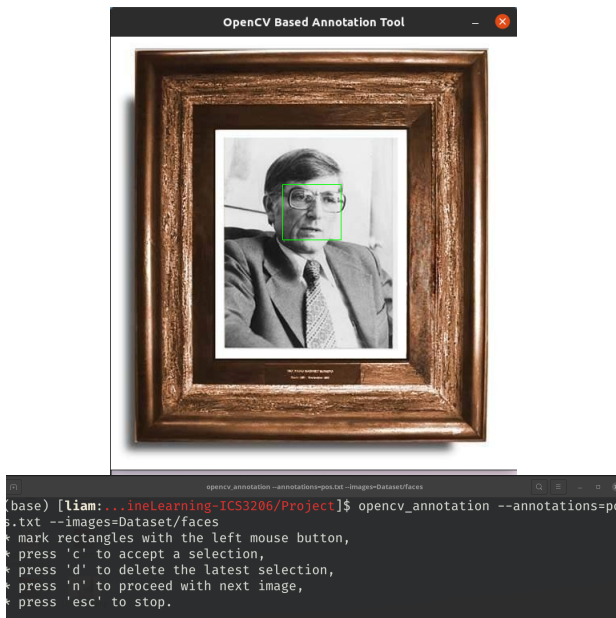 OpenCV Based Annotation Tool
opencv_annotation --annotations=pos.txt --images=Dataset/faces
(base) [liam:...ineLearning-ICS3206/Project]$ opencv_annotation --annotations=po
s.txt --images=Dataset/faces
* mark rectangles with the left mouse button,
* press 'c' to accept a selection,
* press 'd' to delete the latest selection,
* press 'n' to proceed with next image,
* press 'esc' to stop.